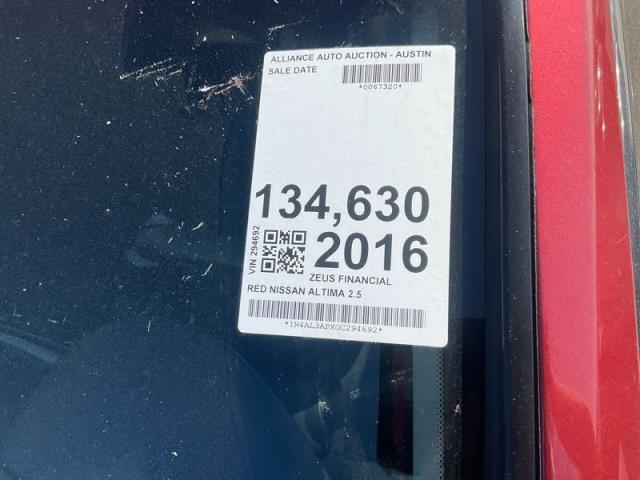 ALLIANCE AUTO AUCTION - AUSTIN
SALE DATE
*0067320*
134,630
VIN 294692
2016
ZEUS FINANCIAL
RED NISSAN ALTIMA 2.5
*1N4AL3APXGC294692*